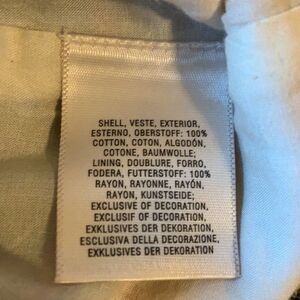 SHELL, VESTE, EXTERIOR,
ESTERNO, OBERSTOFF: 100%
COTTON, COTON, ALGODÓN,
COTONE, BAUMWOLLE;
LINING, DOUBLURE, FORRO,
FODERA, FUTTERSTOFF: 100%
RAYON, RAYONNE, RAYÓN,
RAYON, KUNSTSEIDE;
EXCLUSIVE OF DECORATION,
EXCLUSIF OF DECORATION,
EXKLUSIVES DER DEKORATION,
ESCLUSIVA DELLA DECORAZIONE,
EXKLUSIVES DER DEKORATION